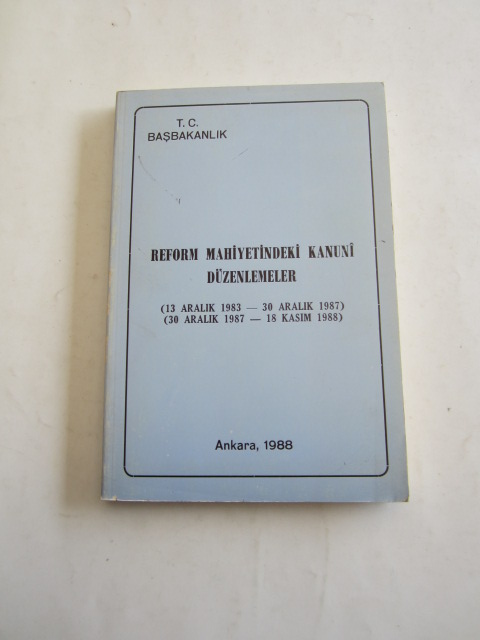 T. C.
BAŞBAKANLIK
REFORM MAHİYETİNDEKİ KANUNÎ
DÜZENLEMELER
(13 ARALIK 1983 — 30 ARALIK 1987)
(30 ARALIK 1987 — 18 KASIM 1988)
Ankara, 1988